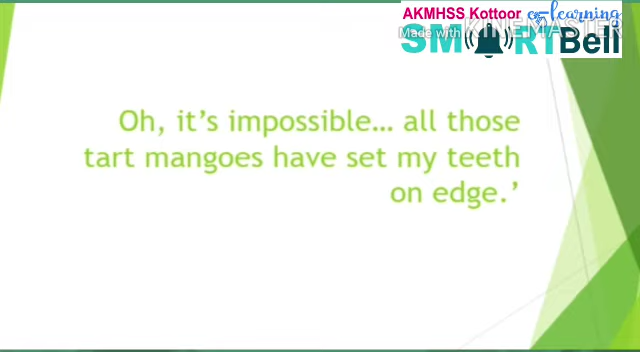 AKMHSS Kottoor e-learning
Made with KINEMASTER
SMARTBell
Oh, it's impossible... all those
tart mangoes have set my teeth
on edge.'